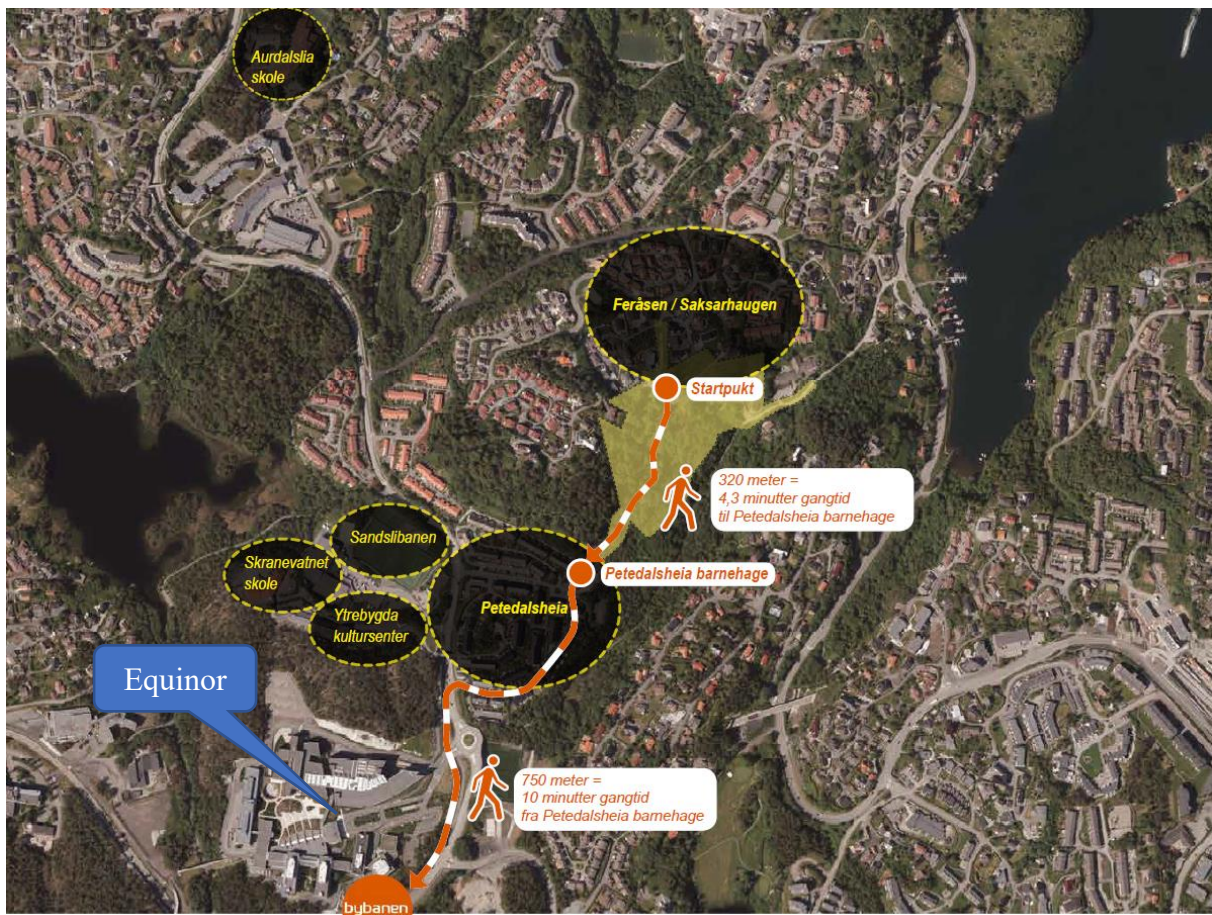 Aurdalslia
skole
Feråsen / Saksarhaugen
Startpukt
320 meter =
4,3 minutter gangtid
til Petedalsheia barnehage
Sandslibanen
Skranevatnet
skole
Petedalsheia barnehage
Petedalsheia
Ytrebygda
kultursenter
Equinor
750 meter =
10 minutter gangtid
fra Petedalsheia barnehage
bybanen